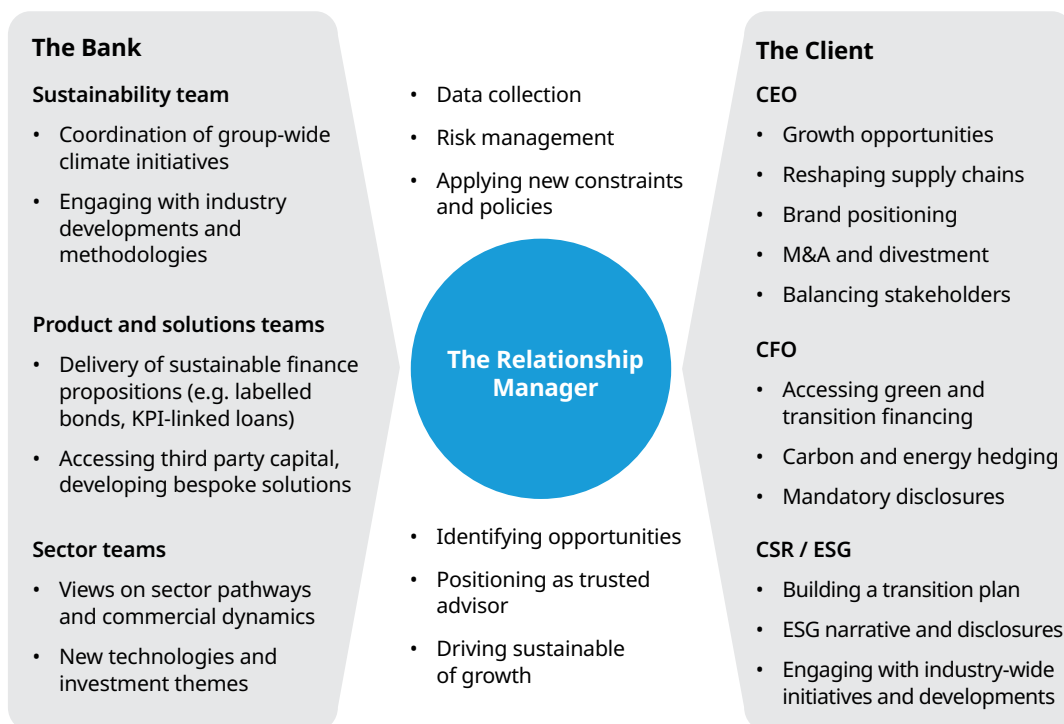 The Bank
Sustainability team
• Coordination of group-wide
climate initiatives
• Engaging with industry
developments and
methodologies
Product and solutions teams
• Delivery of sustainable finance
propositions (e.g. labelled
bonds, KPI-linked loans)
• Accessing third party capital,
developing bespoke solutions
Sector teams
• Views on sector pathways
and commercial dynamics
• New technologies and
investment themes
• Data collection
• Risk management
• Applying new constraints
and policies
The Relationship
Manager
• Identifying opportunities
• Positioning as trusted
advisor
• Driving sustainable
of growth
The Client
CEO
• Growth opportunities
• Reshaping supply chains
• Brand positioning
• M&A and divestment
• Balancing stakeholders
CFO
• Accessing green and
transition financing
• Carbon and energy hedging
• Mandatory disclosures
CSR / ESG
• Building a transition plan
• ESG narrative and disclosures
• Engaging with industry-wide
initiatives and developments